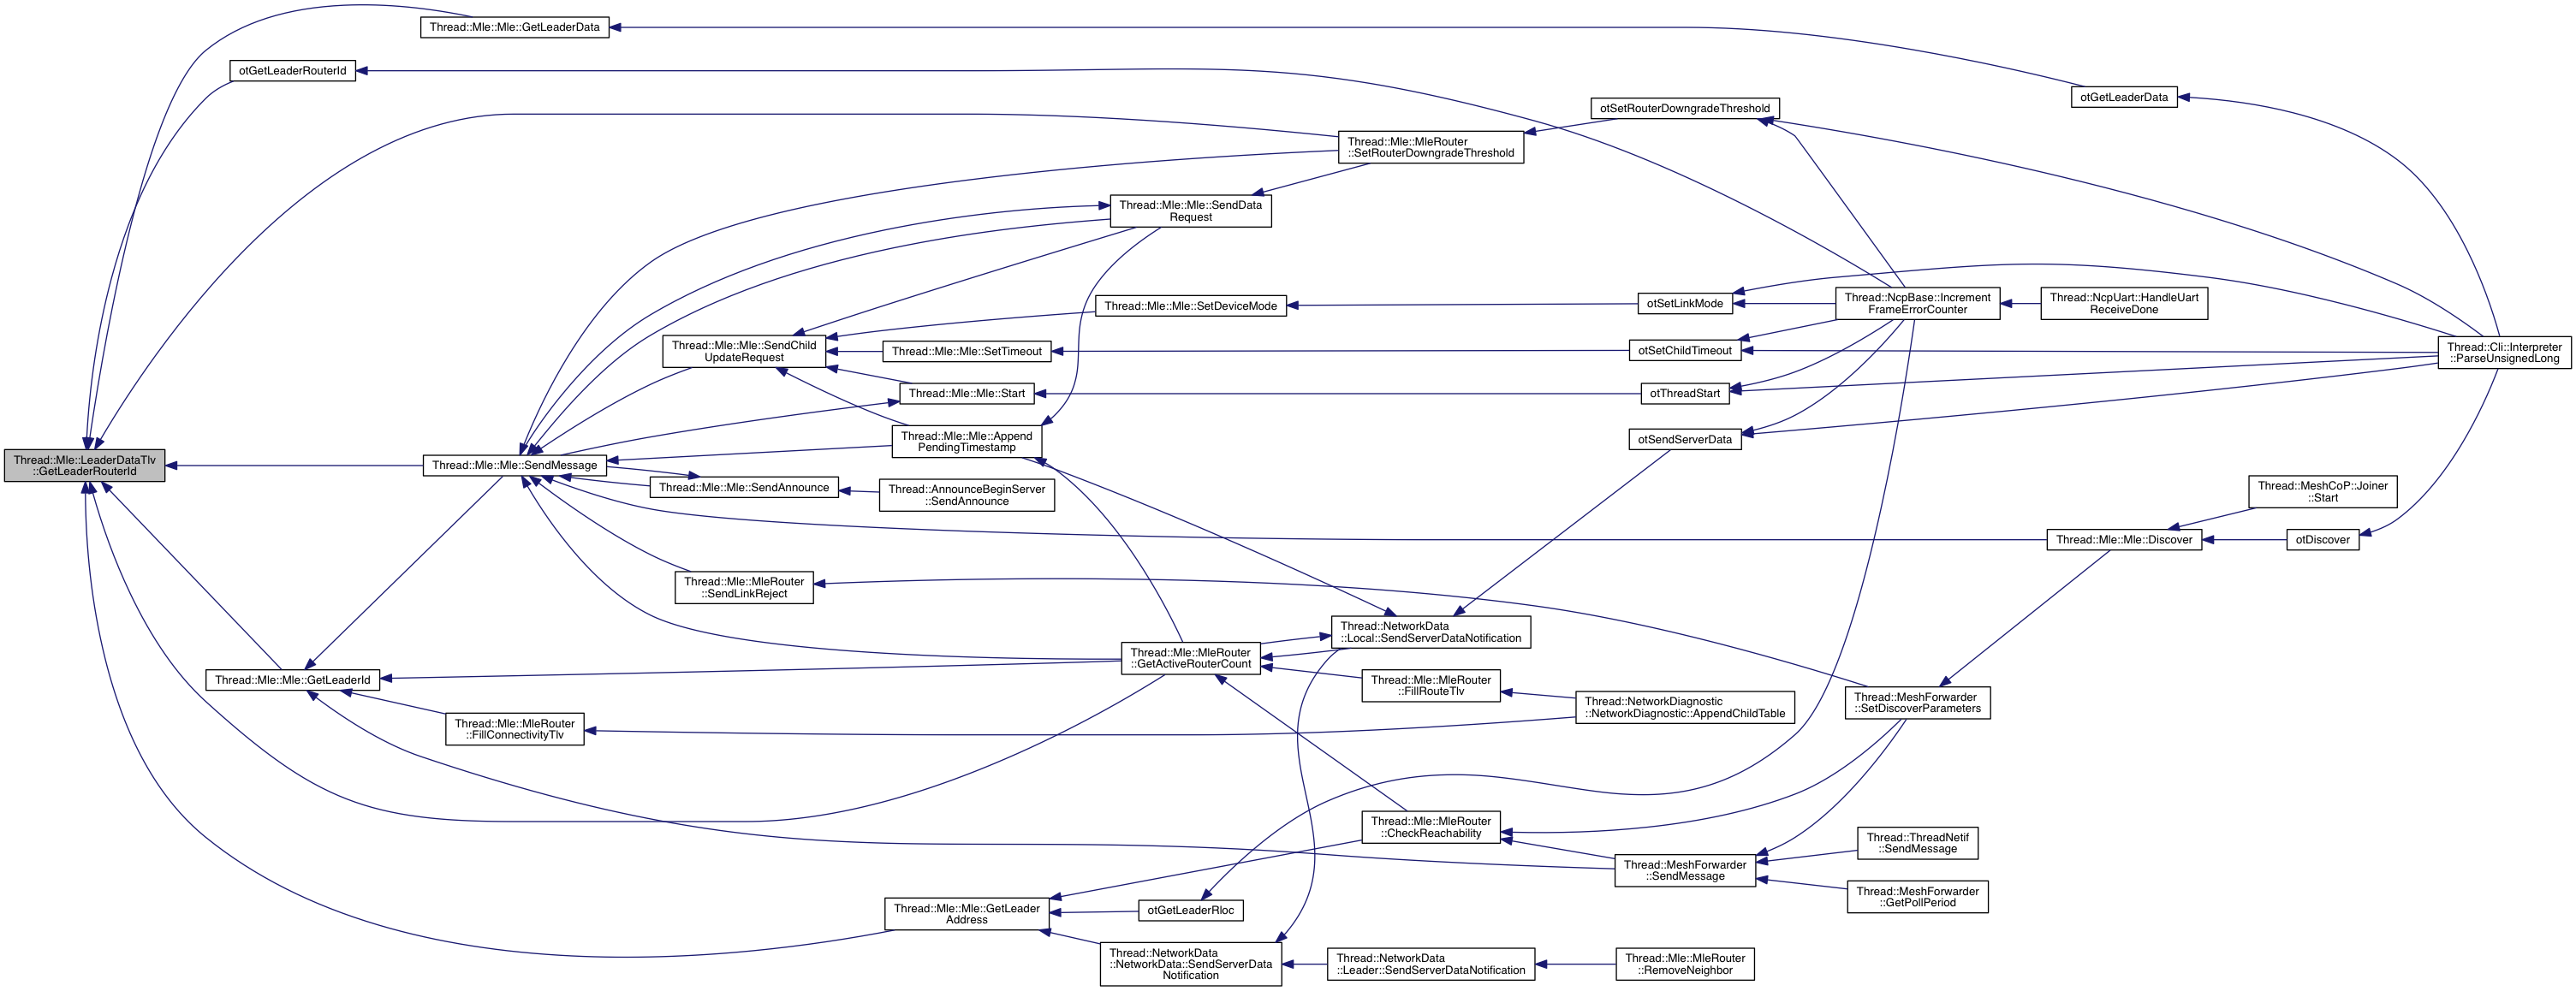 Thread::Mle::Mle::GetLeaderData
otGetLeaderRouterId
otGetLeaderData
otSetRouterDowngradeThreshold
Thread::Mle::MleRouter
::SetRouterDowngradeThreshold
Thread::Mle::Mle::SendData
Request
Thread::Mle::Mle::SetDeviceMode
otSetLinkMode
Thread::NcpBase::Increment
FrameErrorCounter
Thread::NcpUart::HandleUart
ReceiveDone
Thread::Mle::Mle::SendChild
UpdateRequest
Thread::Mle::Mle::SetTimeout
otSetChildTimeout
Thread::Cli::Interpreter
::ParseUnsignedLong
Thread::Mle::Mle::Start
otThreadStart
Thread::Mle::Mle::Append
PendingTimestamp
otSendServerData
Thread::Mle::LeaderDataTlv
::GetLeaderRouterId
Thread::Mle::Mle::SendMessage
Thread::Mle::Mle::SendAnnounce
Thread::AnnounceBeginServer
::SendAnnounce
Thread::MeshCoP::Joiner
::Start
Thread::Mle::Mle::Discover
otDiscover
Thread::Mle::MleRouter
::SendLinkReject
Thread::NetworkData
::Local::SendServerDataNotification
Thread::Mle::MleRouter
::GetActiveRouterCount
Thread::Mle::Mle::GetLeaderId
Thread::Mle::MleRouter
::FillRouteTlv
Thread::NetworkDiagnostic
::NetworkDiagnostic::AppendChildTable
Thread::MeshForwarder
::SetDiscoverParameters
Thread::Mle::MleRouter
::FillConnectivityTlv
Thread::Mle::MleRouter
::CheckReachability
Thread::ThreadNetif
::SendMessage
Thread::MeshForwarder
::SendMessage
Thread::MeshForwarder
::GetPollPeriod
Thread::Mle::Mle::GetLeader
Address
otGetLeaderRloc
Thread::NetworkData
::NetworkData::SendServerData
Notification
Thread::NetworkData
::Leader::SendServerDataNotification
Thread::Mle::MleRouter
::RemoveNeighbor